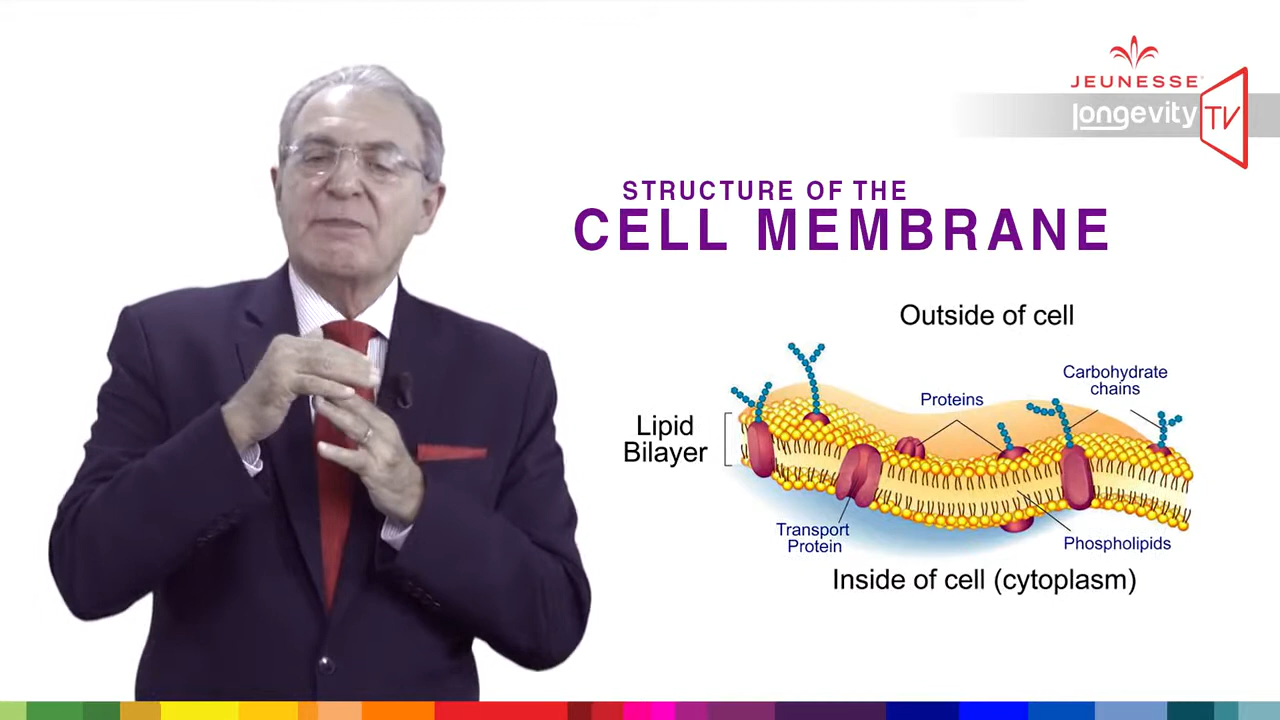 JEUNESSE
longevity TV
STRUCTURE OF THE
CELL MEMBRANE
Outside of cell
Carbohydrate
chains
Proteins
Lipid
Bilayer
Transport
Protein
Phospholipids
Inside of cell (cytoplasm)